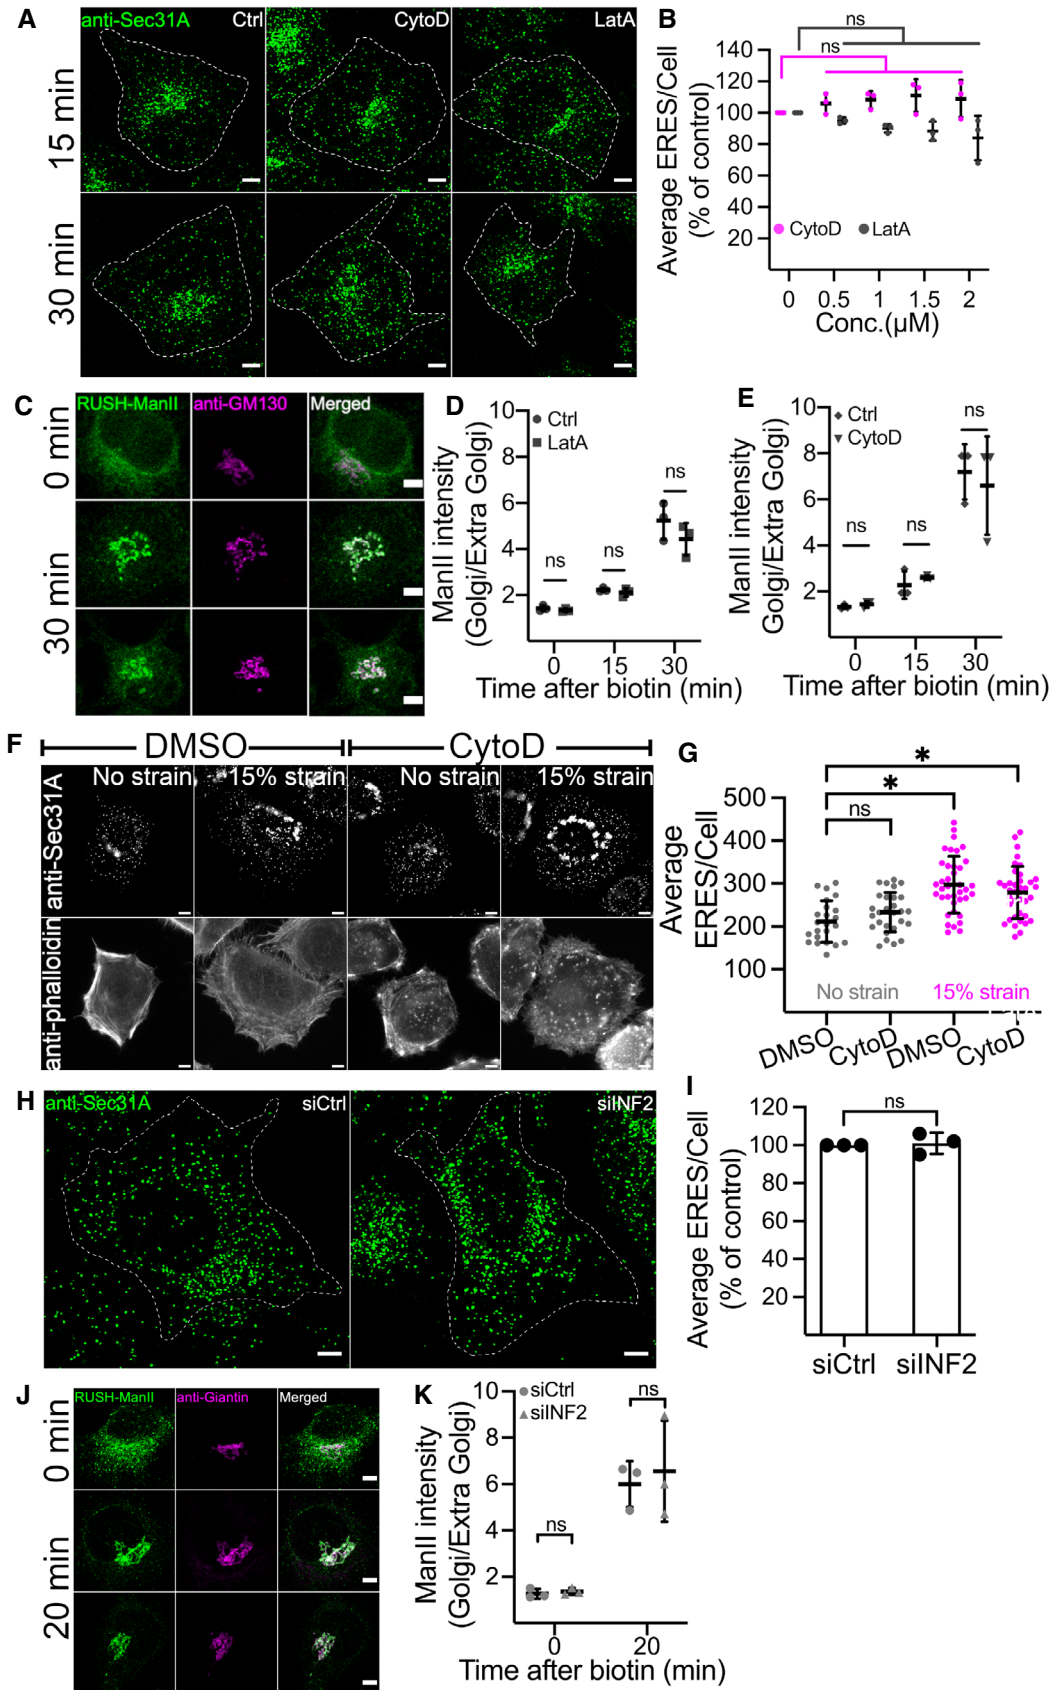 A
anti-Sec31A Ctrl CytoD LatA
15 min
30 min
B
Average ERES/Cell
(% of control)
140
120
100
80
60
40
20
ns
ns
CytoD LatA
0 0.5 1 1.5 2
Conc.(µM)
C
RUSH-ManII anti-GM130 Merged
0 min
30 min
D
ManII intensity
(Golgi/Extra Golgi)
10
8
6
4
2
Ctrl
LatA
ns
ns
ns
0 15 30
Time after biotin (min)
E
ManII intensity
Golgi/Extra Golgi)
10
8
6
4
2
Ctrl
CytoD
ns
ns
ns
0 15 30
Time after biotin (min)
F
DMSO CytoD
No strain 15% strain No strain 15% strain
anti-Sec31A
anti-phalloidin
G
Average
ERES/Cell
500
400
300
200
100
*
*
ns
No strain 15% strain
LatA
DMSO CytoD DMSO CytoD
H
anti-Sec31A siCtrl siINF2
I
Average ERES/Cell
(% of control)
120
100
80
60
40
20
ns
siCtrl siINF2
J
RUSH-ManII anti-Giantin Merged
0 min
20 min
K
ManII intensity
(Golgi/Extra Golgi)
10
8
6
4
2
siCtrl
siINF2
ns
ns
0 20
Time after biotin (min)